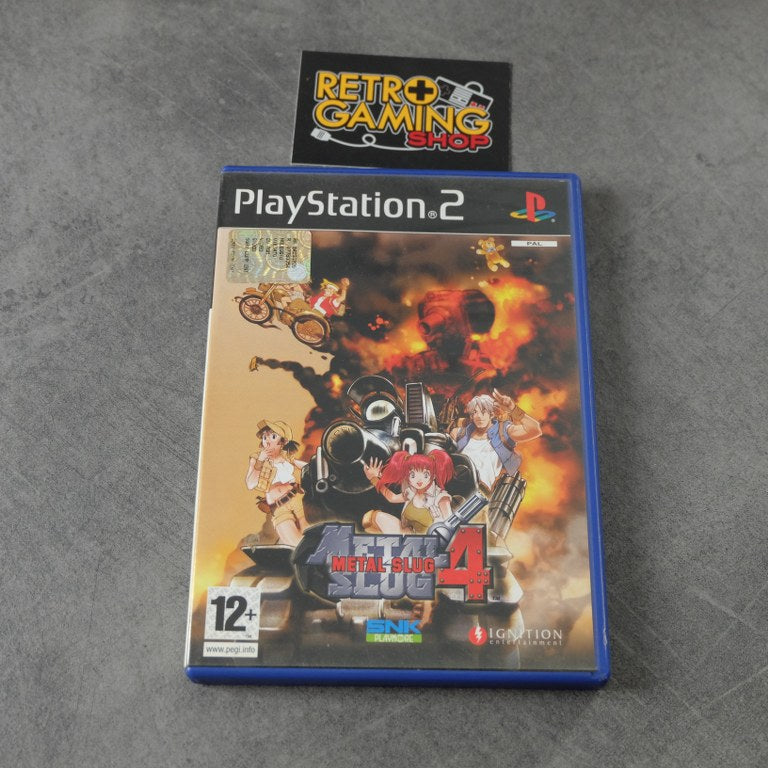 RETRO
GAMING
SHOP
PlayStation®2
PAL
METAL
METAL SLUG
SLUG
4
TM
12+
www.pegi.info
SNK
PLAYMORE
IGNITION
entertainment